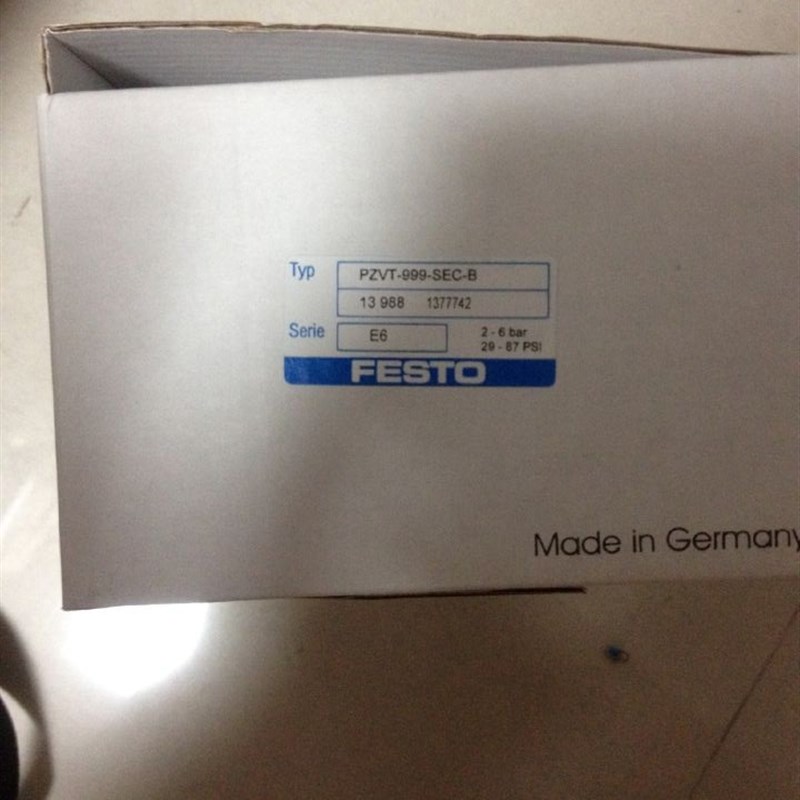 Typ PZVT-999-SEC-B
13 988 1377742
Serie E6 2 - 6 bar
29 - 87 PSI
FESTO
Made in Germany